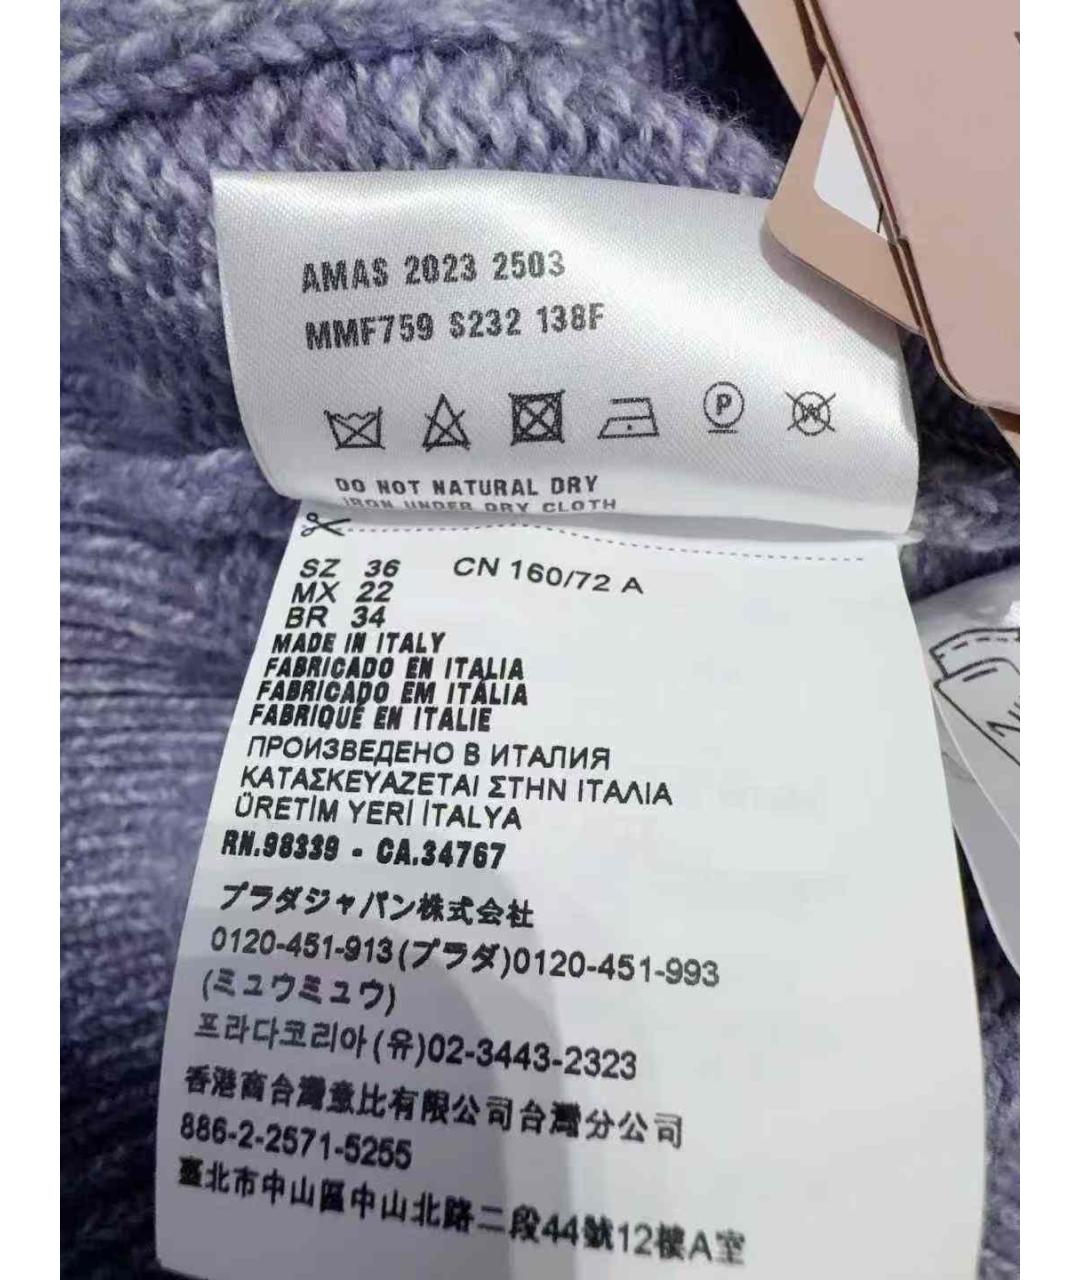 AMAS 2023 2503
MMF759 S232 138F
P
W
DO NOT NATURAL DRY
IRON UNDER DRY CLOTH
SZ 36 CN 160/72 A
MX 22
BR 34
MADE IN ITALY
FABRICADO EN ITALIA
FABRICADO EM ITÁLIA
FABRIQUÉ EN ITALIE
ПРОИЗВЕДЕНО В ИТАЛИЯ
ΚΑΤΑΣΚΕΥΑΖΕΤΑΙ ΣΤΗΝ ΙΤΑΛΙΑ
ÜRETİM YERİ İTALYA
RN.98339 - CA.34767
プラダジャパン株式会社
0120-451-913(プラダ)0120-451-993
(ミュウミュウ)
프라다코리아(유)02-3443-2323
香港商台灣意比有限公司台灣分公司
886-2-2571-5255
臺北市中山區中山北路二段44號12樓A室